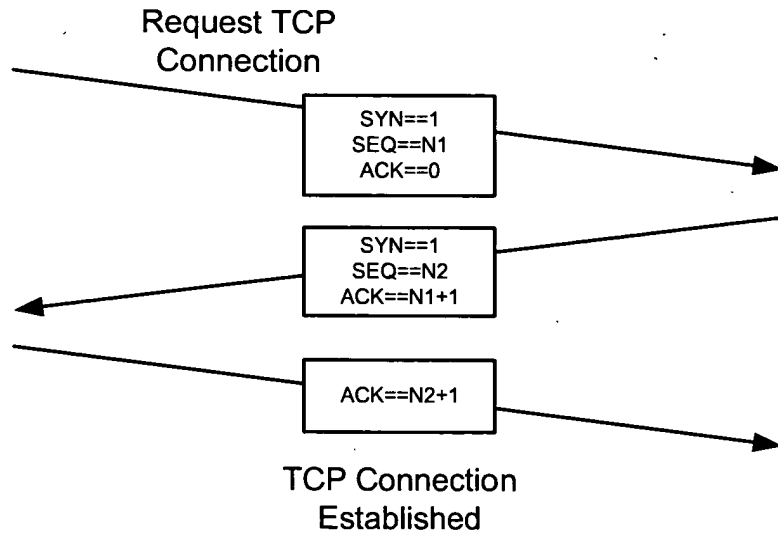 Request TCP
Connection
SYN==1
SEQ==N1
ACK==0
SYN==1
SEQ==N2
ACK==N1+1
ACK==N2+1
TCP Connection
Established